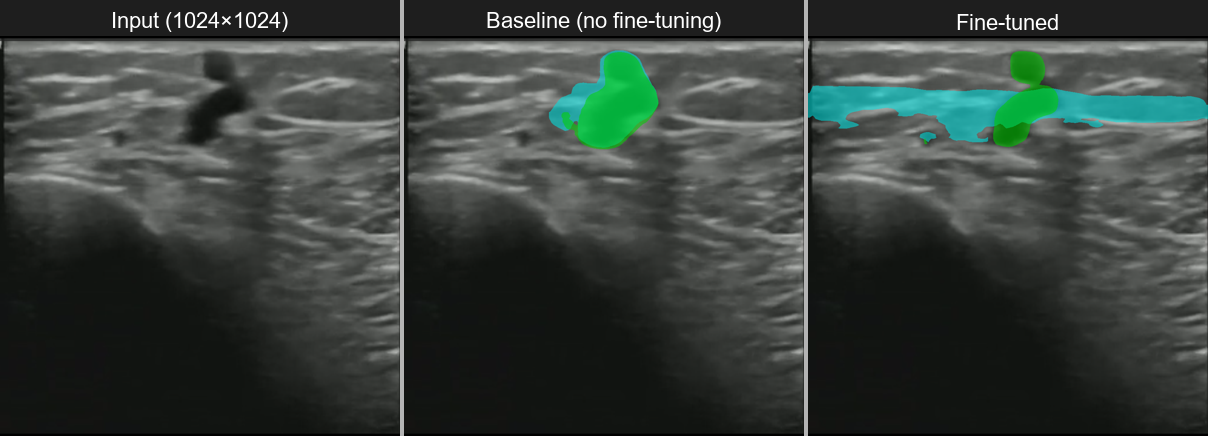 Input (1024×1024)
Baseline (no fine-tuning)
Fine-tuned